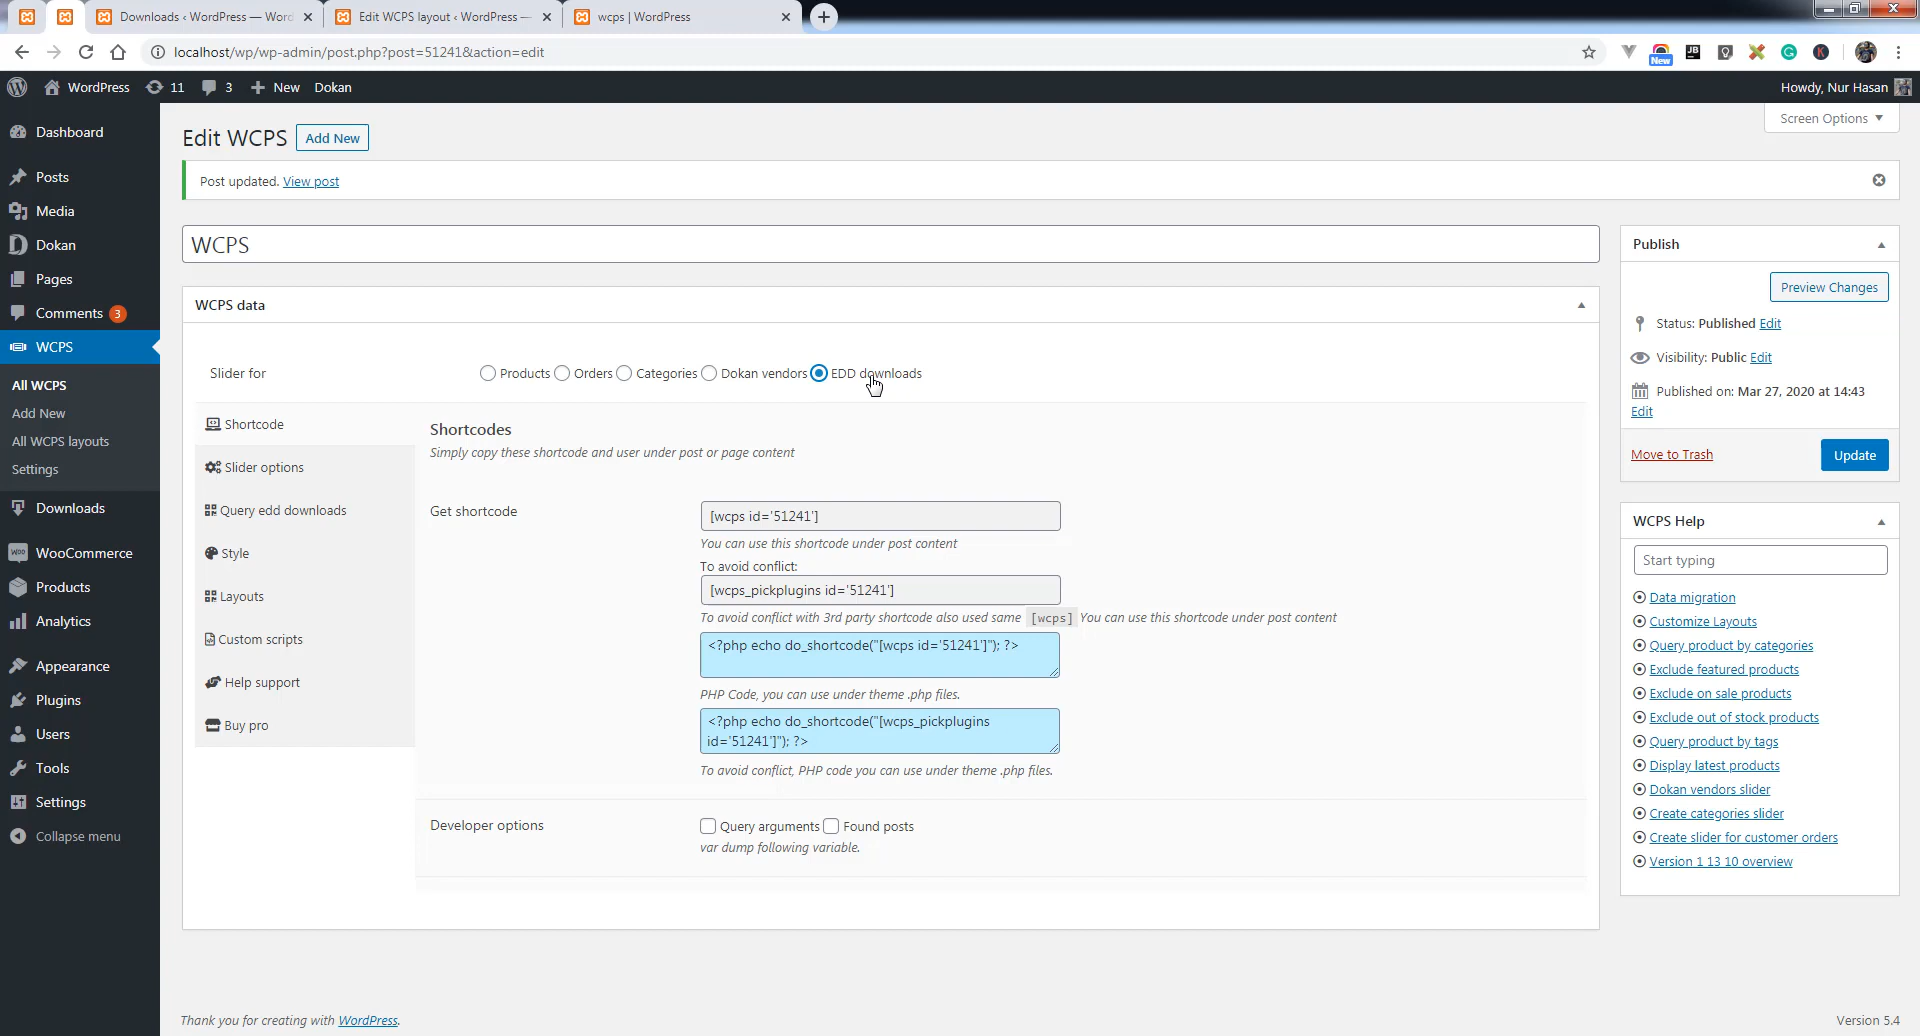 Downloads ‹ WordPress — Word
Edit WCPS layout ‹ WordPress —
wcps | WordPress
localhost/wp/wp-admin/post.php?post=51241&action=edit
New
JB
WordPress 11 3 New Dokan
Howdy, Nur Hasan
Dashboard
Posts
Media
Dokan
Pages
Comments 3
WCPS
All WCPS
Add New
All WCPS layouts
Settings
Downloads
WooCommerce
Products
Analytics
Appearance
Plugins
Users
Tools
Settings
Collapse menu
Screen Options
Edit WCPS Add New
Post updated. View post
WCPS
WCPS data
Slider for
Products Orders Categories Dokan vendors EDD downloads
Shortcode
Slider options
Query edd downloads
Style
Layouts
Custom scripts
Help support
Buy pro
Shortcodes
Simply copy these shortcode and user under post or page content
Get shortcode
[wcps id='51241']
You can use this shortcode under post content
To avoid conflict:
[wcps_pickplugins id='51241']
To avoid conflict with 3rd party shortcode also used same [wcps] You can use this shortcode under post content
<?php echo do_shortcode("[wcps id='51241']"); ?>
PHP Code, you can use under theme .php files.
<?php echo do_shortcode("[wcps_pickplugins
id='51241']"); ?>
To avoid conflict, PHP code you can use under theme .php files.
Developer options
Query arguments Found posts
var dump following variable.
Publish
Preview Changes
Status: Published Edit
Visibility: Public Edit
Published on: Mar 27, 2020 at 14:43
Edit
Move to Trash
Update
WCPS Help
Start typing
Data migration
Customize Layouts
Query product by categories
Exclude featured products
Exclude on sale products
Exclude out of stock products
Query product by tags
Display latest products
Dokan vendors slider
Create categories slider
Create slider for customer orders
Version 1 13 10 overview
Thank you for creating with WordPress.
Version 5.4